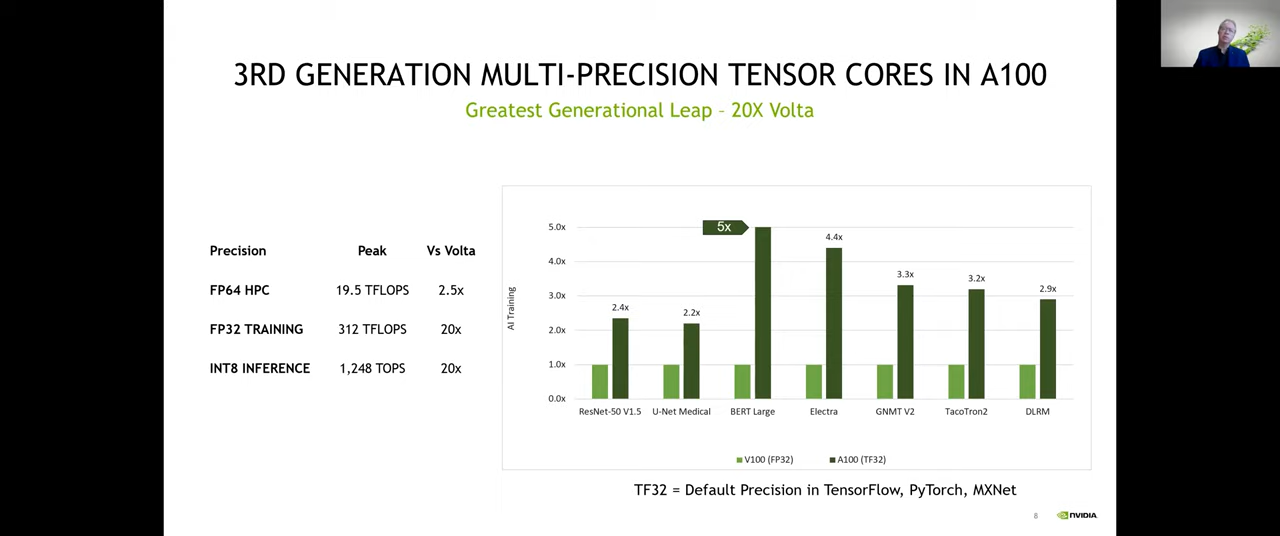 3RD GENERATION MULTI-PRECISION TENSOR CORES IN A100
Greatest Generational Leap – 20X Volta
Precision Peak Vs Volta
FP64 HPC 19.5 TFLOPS 2.5x
FP32 TRAINING 312 TFLOPS 20x
INT8 INFERENCE 1,248 TOPS 20x
AI Training
5.0x
4.0x
3.0x
2.0x
1.0x
0.0x
2.4x
2.2x
5x
4.4x
3.3x
3.2x
2.9x
ResNet-50 V1.5 U-Net Medical BERT Large Electra GNMT V2 TacoTron2 DLRM
V100 (FP32) A100 (TF32)
TF32 = Default Precision in TensorFlow, PyTorch, MXNet
8 NVIDIA